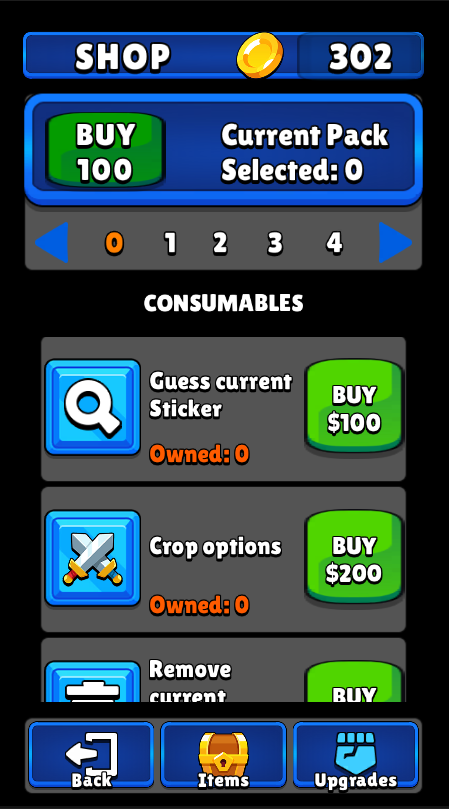 SHOP 302
BUY
100
Current Pack
Selected: 0
0 1 2 3 4
CONSUMABLES
Guess current
Sticker
Owned: 0
BUY
$100
Crop options
Owned: 0
BUY
$200
Remove
current
BUY
Back
Items
Upgrades